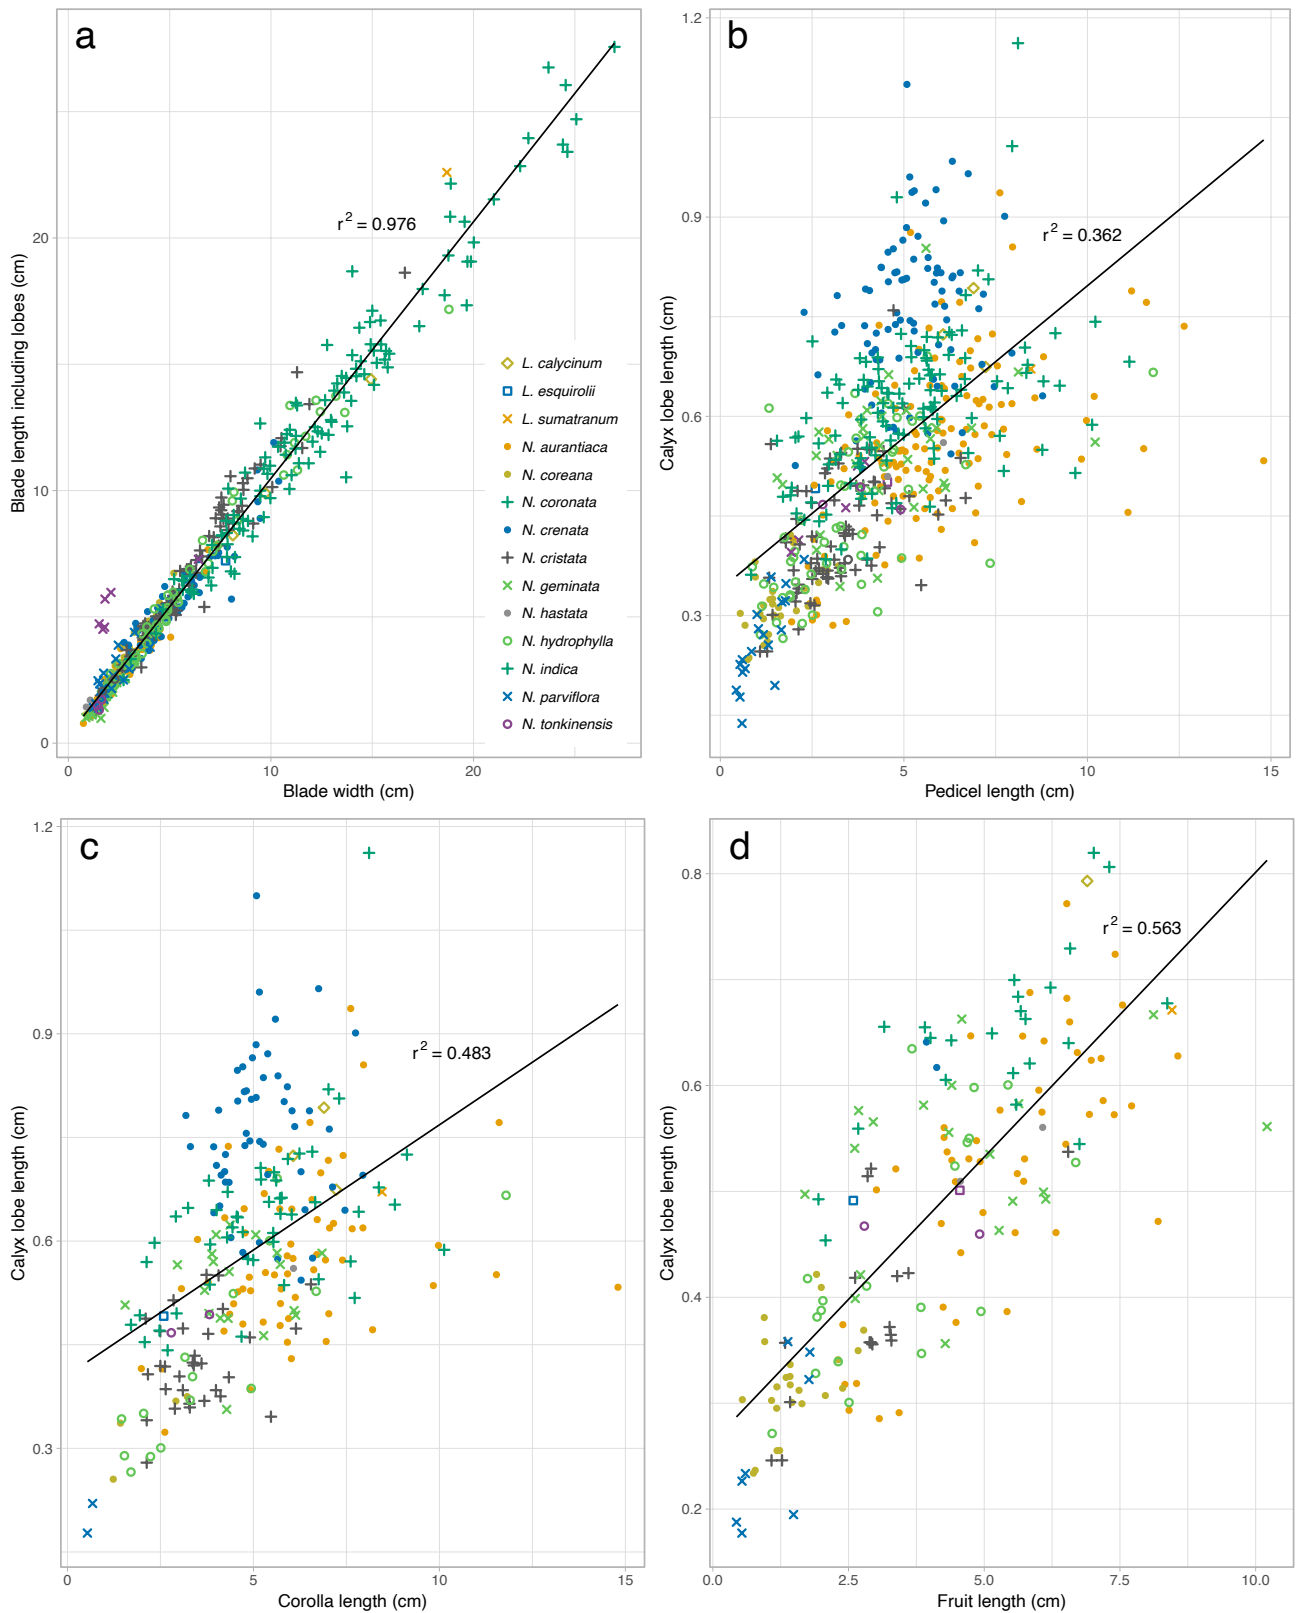 a
Blade length including lobes (cm)
20
10
0
r² = 0.976
L. calycinum
L. esquirolii
L. sumatranum
N. aurantiaca
N. coreana
N. coronata
N. crenata
N. cristata
N. geminata
N. hastata
N. hydrophylla
N. indica
N. parviflora
N. tonkinensis
0 10 20
Blade width (cm)
b
Calyx lobe length (cm)
1.2
0.9
0.6
0.3
r² = 0.362
0 5 10 15
Pedicel length (cm)
c
Calyx lobe length (cm)
1.2
0.9
0.6
0.3
r² = 0.483
0 5 10 15
Corolla length (cm)
d
Calyx lobe length (cm)
0.8
0.6
0.4
0.2
r² = 0.563
0.0 2.5 5.0 7.5 10.0
Fruit length (cm)